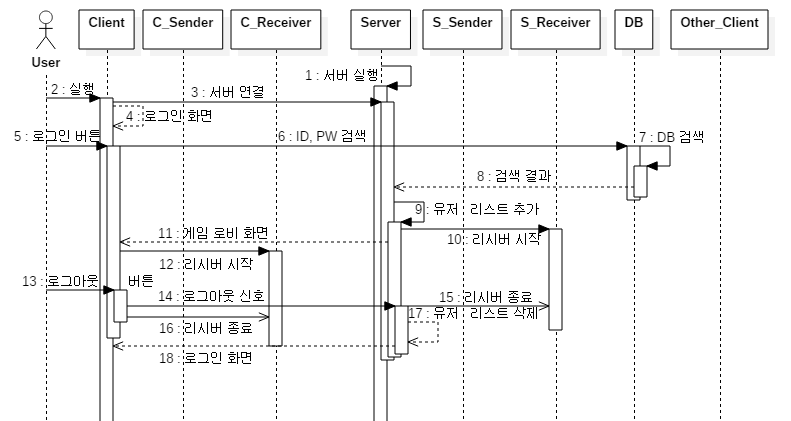 Client
C_Sender
C_Receiver
Server
S_Sender
S_Receiver
DB
Other_Client
User
1 : 서버 실행
2 : 실행
3 : 서버 연결
4 : 로그인 화면
5 : 로그인 버튼
6 : ID, PW 검색
7 : DB 검색
8 : 검색 결과
9 : 유저 리스트 추가
10 : 리시버 시작
11 : 게임 로비 화면
12 : 리시버 시작
13 : 로그아웃 버튼
14 : 로그아웃 신호
15 : 리시버 종료
16 : 리시버 종료
17 : 유저 리스트 삭제
18 : 로그인 화면